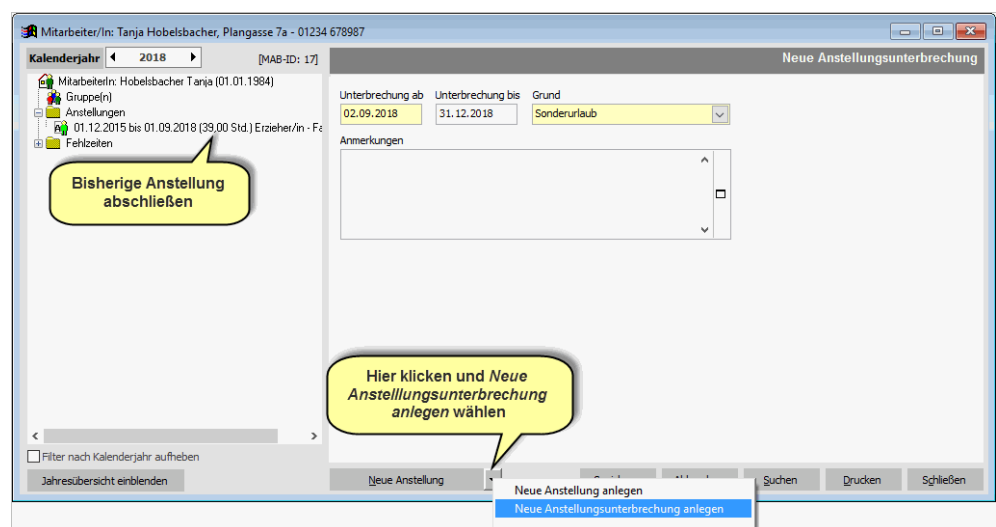 Mitarbeiter/In: Tanja Hobelsbacher, Plangasse 7a - 01234 678987
Kalenderjahr 2018 [MAB-ID: 17]
Neue Anstellungsunterbrechung
MitarbeiterIn: Hobelsbacher Tanja (01.01.1984)
Gruppe(n)
Anstellungen
01.12.2015 bis 01.09.2018 (39,00 Std.) Erzieher/in - Fa
Fehlzeiten
Bisherige Anstellung
abschließen
Unterbrechung ab Unterbrechung bis Grund
02.09.2018 31.12.2018 Sonderurlaub
Anmerkungen
Hier klicken und Neue
Anstelllungsunterbrechung
anlegen wählen
Filter nach Kalenderjahr aufheben
Jahresübersicht einblenden
Neue Anstellung
Suchen Drucken Schließen
Neue Anstellung anlegen
Neue Anstellungsunterbrechung anlegen